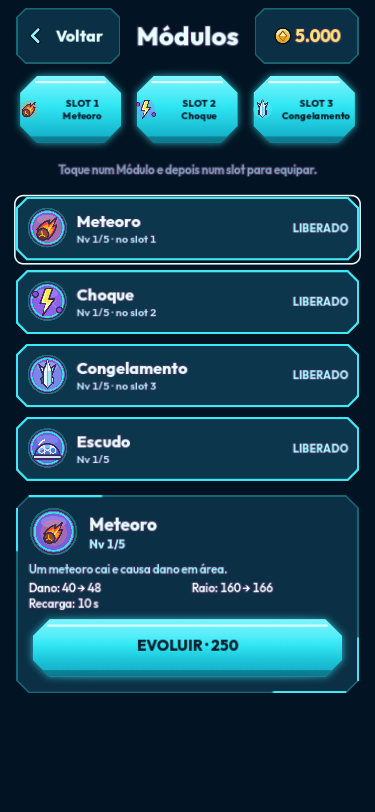 Voltar
Módulos
5.000
SLOT 1
Meteoro
SLOT 2
Choque
SLOT 3
Congelamento
Toque num Módulo e depois num slot para equipar.
Meteoro
Nv 1/5 · no slot 1
LIBERADO
Choque
Nv 1/5 · no slot 2
LIBERADO
Congelamento
Nv 1/5 · no slot 3
LIBERADO
Escudo
Nv 1/5
LIBERADO
Meteoro
Nv 1/5
Um meteoro cai e causa dano em área.
Dano: 40 → 48
Raio: 160 → 166
Recarga: 10 s
EVOLUIR · 250